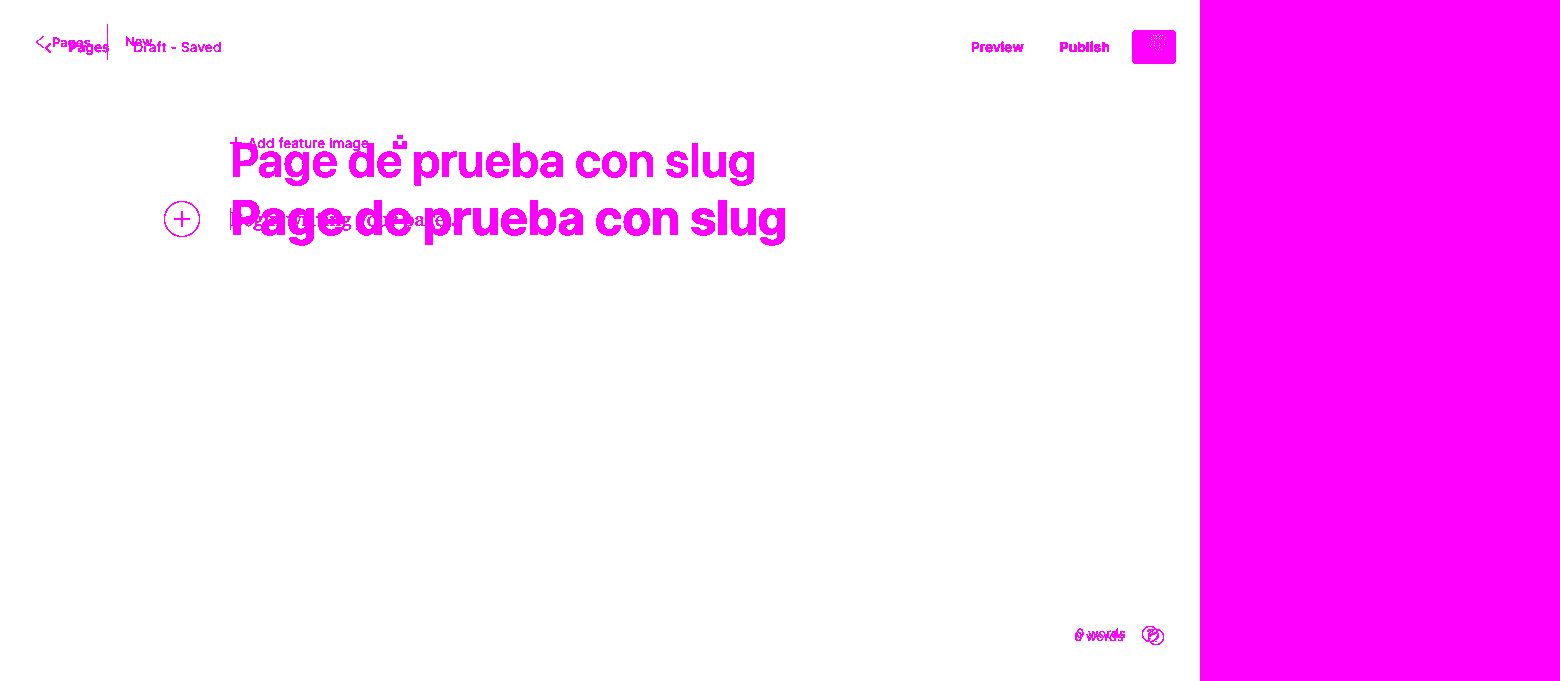 Pages New
Pages Draft - Saved Preview Publish
Add feature image
Page de prueba con slug
Page de prueba con slug
0 words
0 words